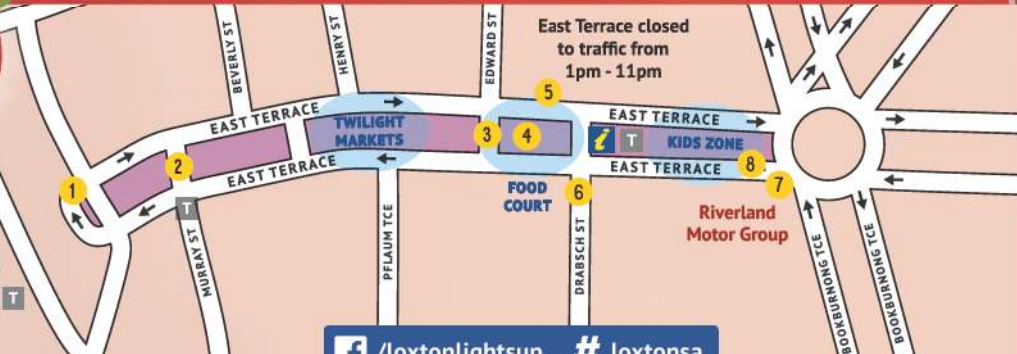 East Terrace closed
to traffic from
1pm - 11pm
BEVERLY ST
HENRY ST
EDWARD ST
EAST TERRACE
EAST TERRACE
TWILIGHT
MARKETS
EAST TERRACE
EAST TERRACE
KIDS ZONE
FOOD
COURT
1
2
3
4
5
6
7
8
i
T
T
T
Riverland
Motor Group
MURRAY ST
PFLAUM TCE
DRABSCH ST
BOOKBURNONG TCE
BOOKBURNONG TCE
/loxtonlightsup # loxtonsa